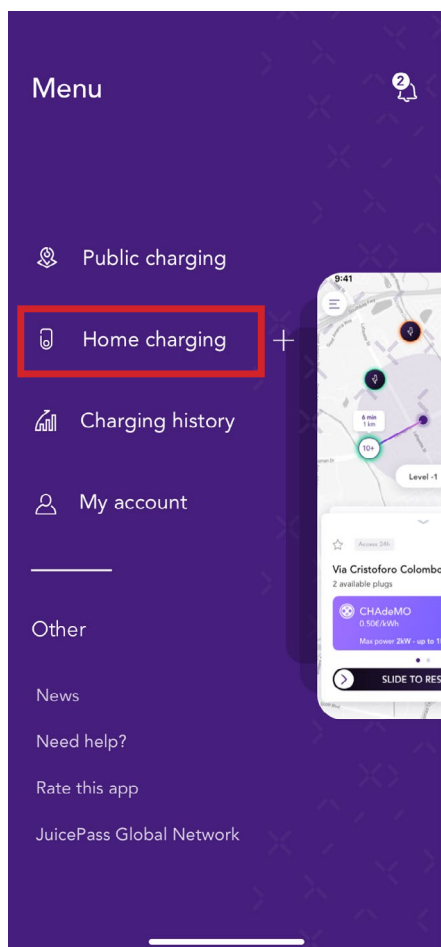 Menu
2
Public charging
Home charging
Charging history
My account
Other
News
Need help?
Rate this app
JuicePass Global Network
9:41
6 min
1 km
10+
Level -1
Access 24h
Via Cristoforo Colombo
2 available plugs
CHAdeMO
0.50€/kWh
Max power 2kW - up to
SLIDE TO RES